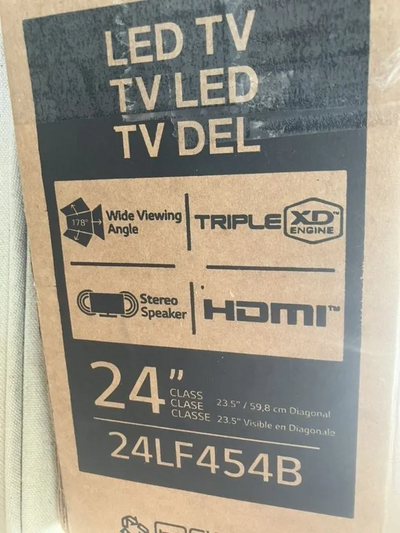 LED TV
TV LED
TV DEL
178°
Wide Viewing
Angle
TRIPLE XD™
ENGINE
Stereo
Speaker
HDMI™
24”
CLASS
CLASE
CLASSE
23.5" / 59,8 cm Diagonal
23.5" Visible en Diagonale
24LF454B